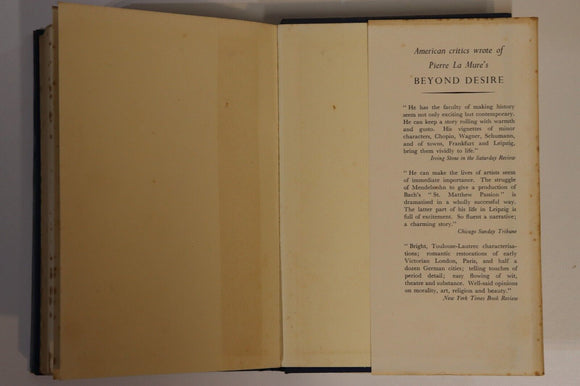 American critics wrote of
Pierre La Mure's
BEYOND DESIRE
" He has the faculty of making history
seem not only exciting but contemporary.
He can keep a story rolling with warmth
and gusto. His vignettes of minor
characters, Chopin, Wagner, Schumann,
and of towns, Frankfurt and Leipzig,
bring them vividly to life."
Irving Stone in the Saturday Review
" He can make the lives of artists seem
of immediate importance. The struggle
of Mendelssohn to give a production of
Bach's " St. Matthew Passion " is
dramatised in a wholly successful way.
The latter part of his life in Leipzig is
full of excitement. So fluent a narrative;
a charming story."
Chicago Sunday Tribune
" Bright, Toulouse-Lautrec characterisa-
tions; romantic restorations of early
Victorian London, Paris, and half a
dozen German cities; telling touches of
period detail; easy flowing of wit,
theatre and substance. Well-said opinions
on morality, art, religion and beauty."
New York Times Book Review